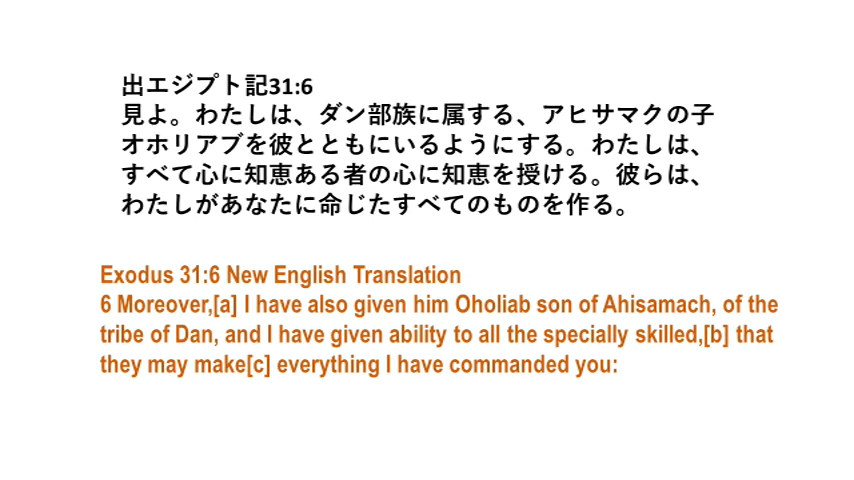 出エジプト記31:6
見よ。わたしは、ダン部族に属する、アヒサマクの子
オホリアブを彼とともにいるようにする。わたしは、
すべて心に知恵ある者の心に知恵を授ける。彼らは、
わたしがあなたに命じたすべてのものを作る。
Exodus 31:6 New English Translation
6 Moreover,[a] I have also given him Oholiab son of Ahisamach, of the
tribe of Dan, and I have given ability to all the specially skilled,[b] that
they may make[c] everything I have commanded you: